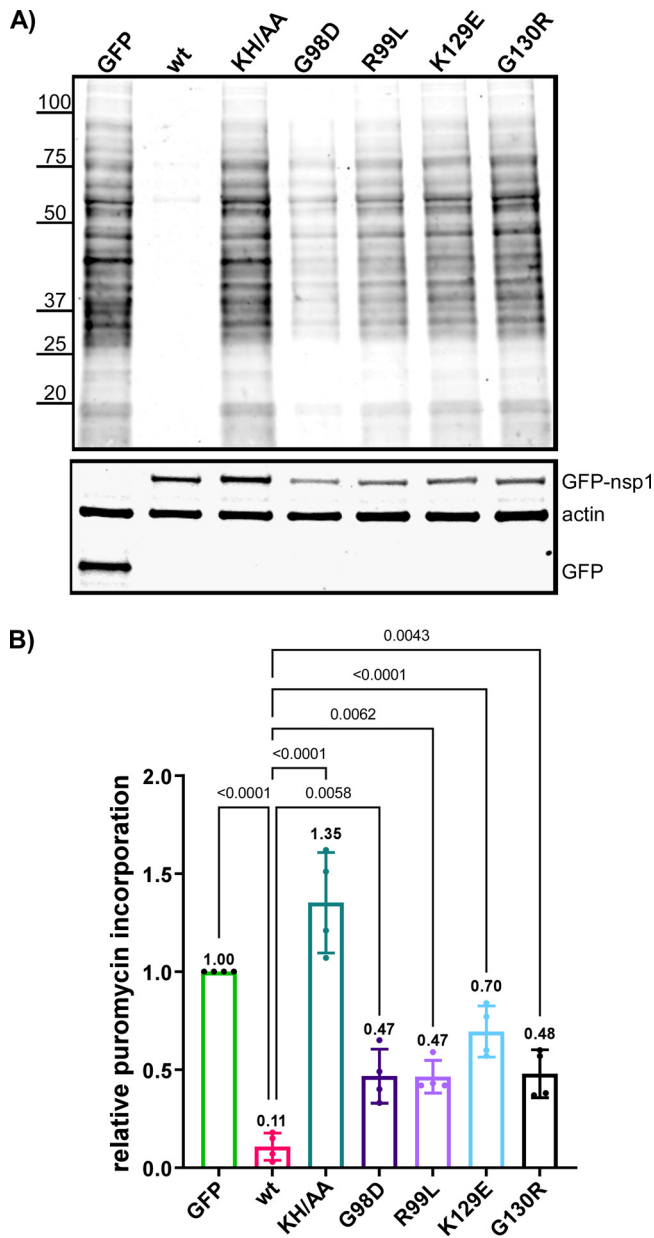 A)
GFP wt KH/AA G98D R99L K129E G130R
100
75
50
37
25
20
GFP-nsp1
actin
GFP
B)
0.0043
<0.0001
0.0062
<0.0001
<0.0001 0.0058
relative puromycin incorporation
2.0
1.5
1.0
0.5
0.0
1.00
0.11
1.35
0.47
0.47
0.70
0.48
GFP wt KH/AA G98D R99L K129E G130R